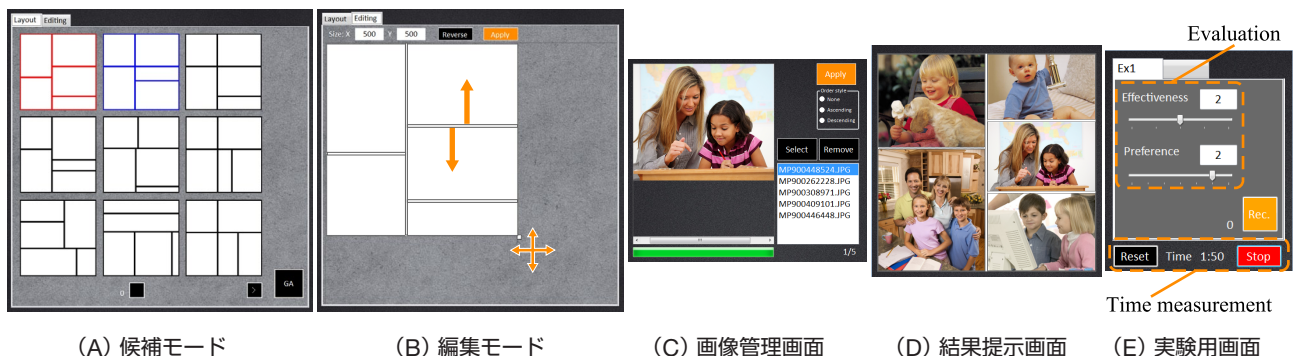 Evaluation
Layout Editing
0
>
GA
Layout Editing
Size: X 500 Y 500 Reverse Apply
Apply
Order style
None
Ascending
Descending
Select Remove
MP900448524.JPG
MP900262228.JPG
MP900308971.JPG
MP900409101.JPG
MP900446448.JPG
1/5
Ex1
Effectiveness 2
Preference 2
0
Rec.
Reset Time 1:50 Stop
Time measurement
(A) 候補モード
(B) 編集モード
(C) 画像管理画面
(D) 結果提示画面
(E) 実験用画面